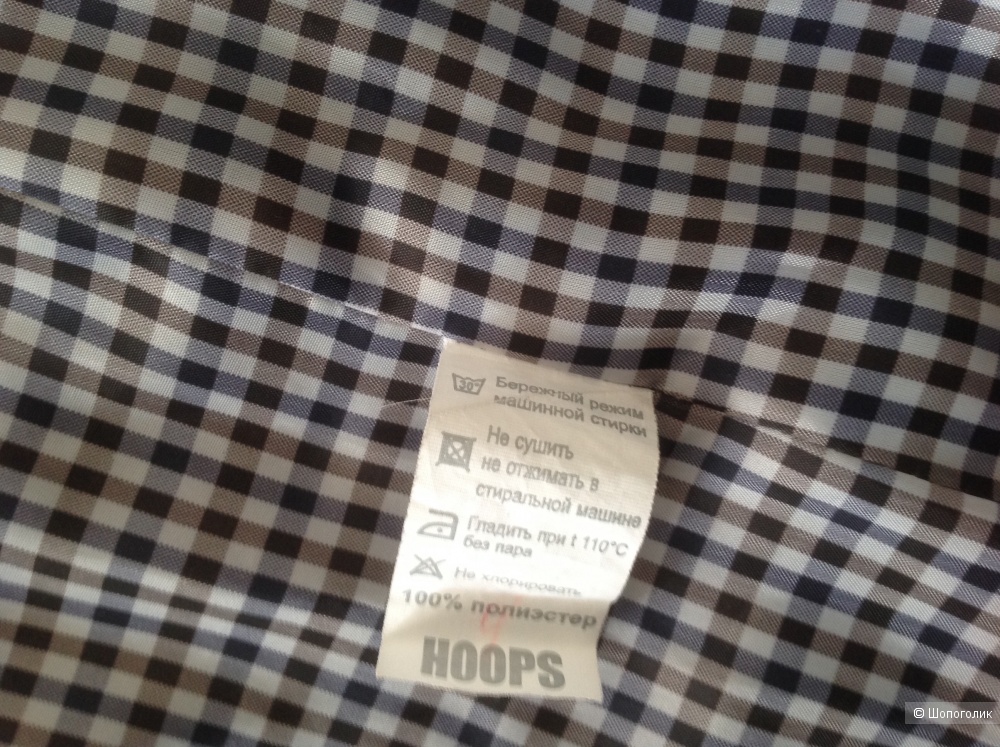 30°
Бережный режим
машинной стирки
Не сушить
не отжимать в
стиральной машине
Гладить при t 110°C
без пара
Не хлорировать
100% полиэстер
HOOPS
© Шопоголик